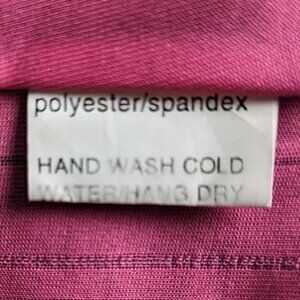 polyester/spandex
HAND WASH COLD
WATER/HANG DRY